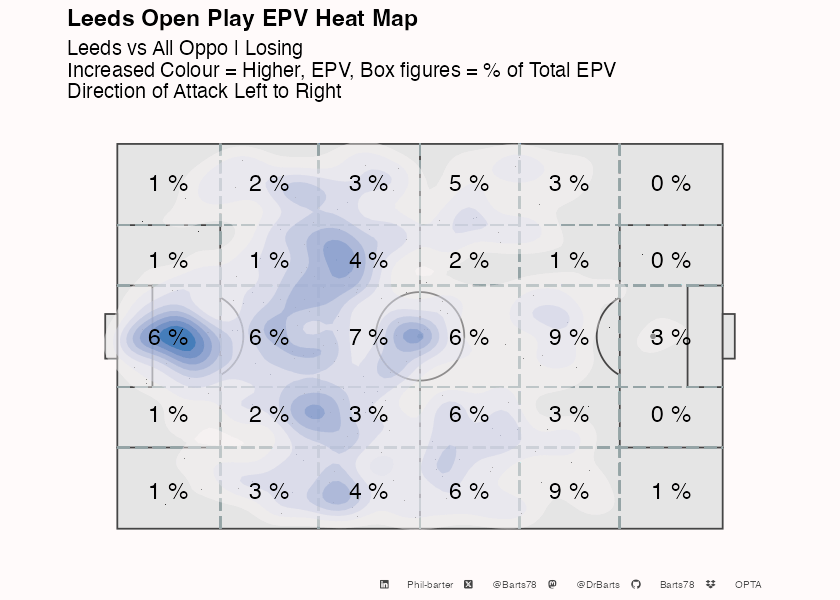 Leeds Open Play EPV Heat Map
Leeds vs All Oppo | Losing
Increased Colour = Higher, EPV, Box figures = % of Total EPV
Direction of Attack Left to Right
1 % 2 % 3 % 5 % 3 % 0 %
1 % 1 % 4 % 2 % 1 % 0 %
6 % 6 % 7 % 6 % 9 % 3 %
1 % 2 % 3 % 6 % 3 % 0 %
1 % 3 % 4 % 6 % 9 % 1 %
Phil-barter @Barts78 @DrBarts Barts78 OPTA